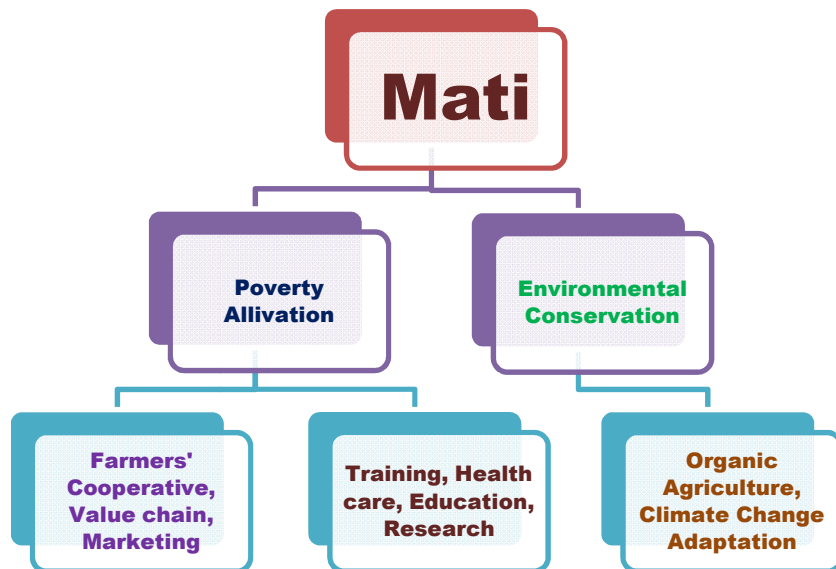 Mati
Poverty
Allivation
Environmental
Conservation
Farmers'
Cooperative,
Value chain,
Marketing
Training, Health
care, Education,
Research
Organic
Agriculture,
Climate Change
Adaptation